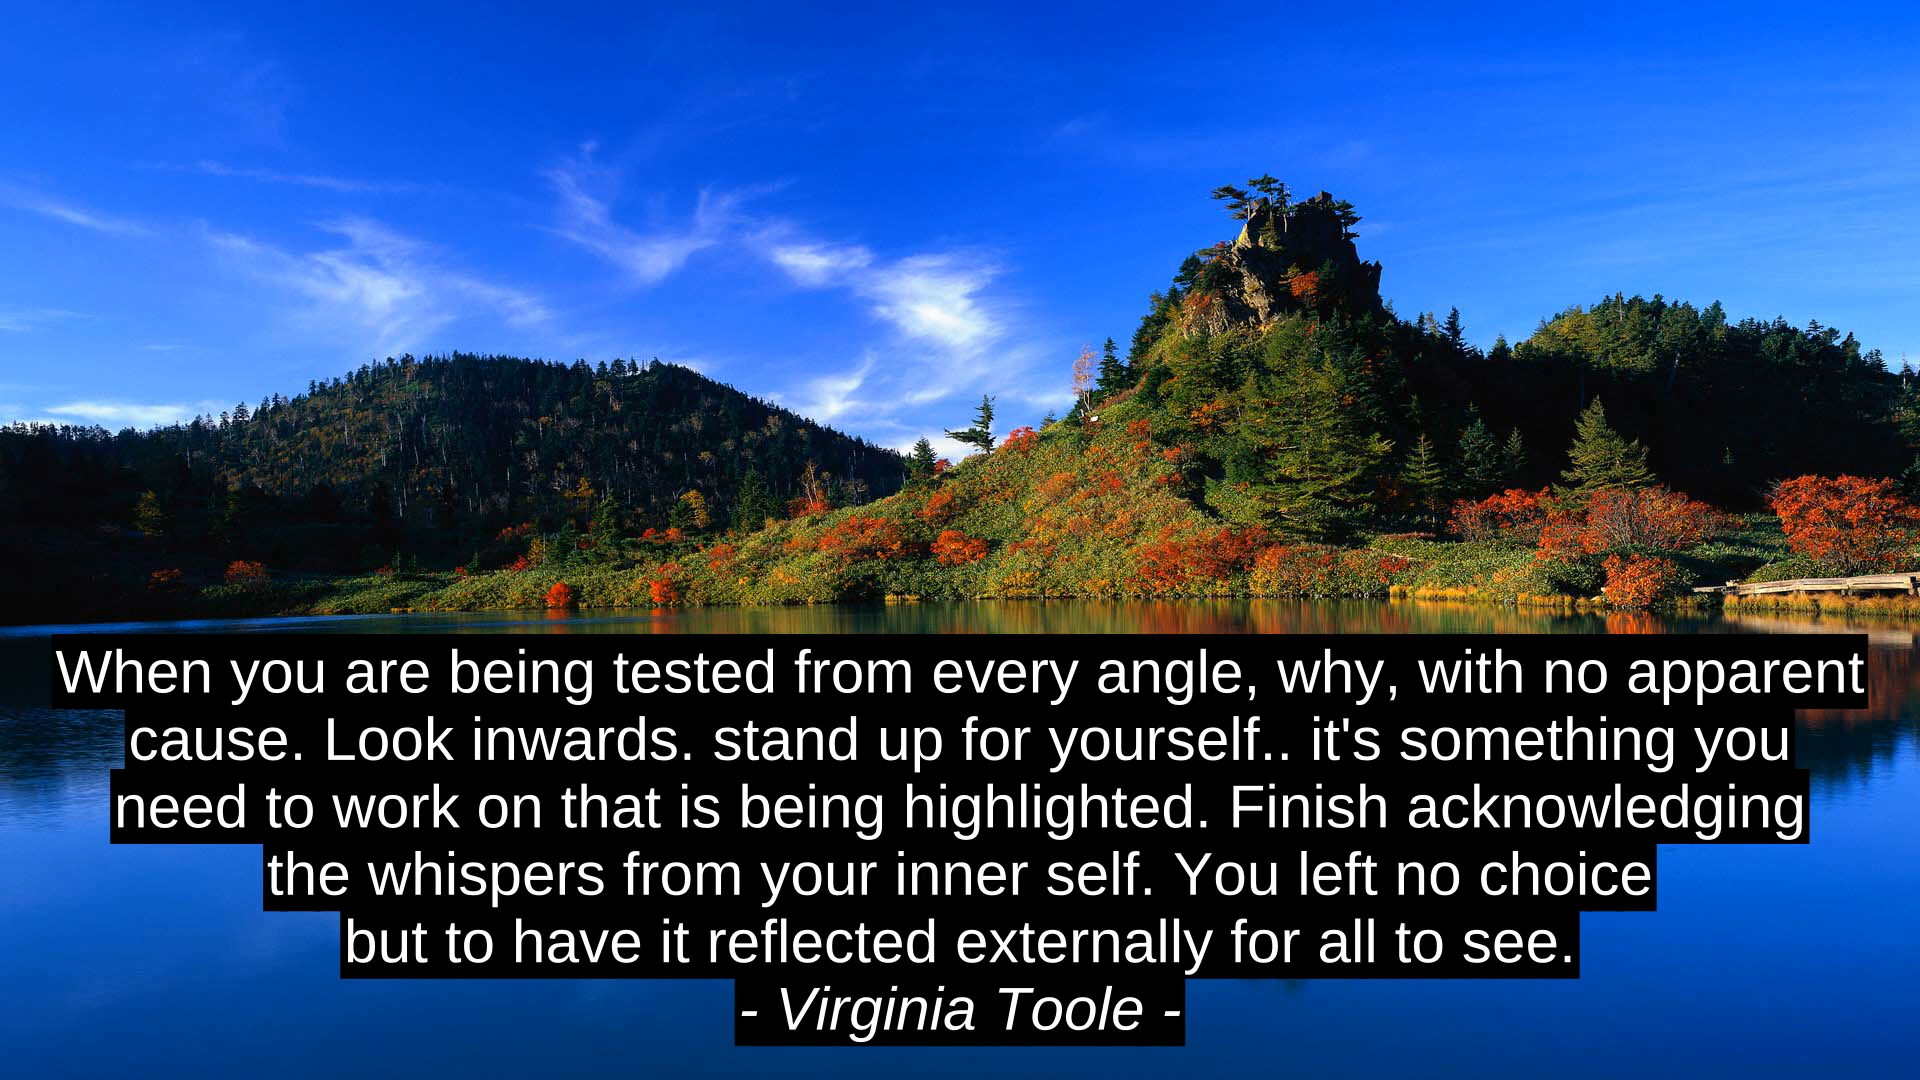 When you are being tested from every angle, why, with no apparent
cause. Look inwards. stand up for yourself.. it's something you
need to work on that is being highlighted. Finish acknowledging
the whispers from your inner self. You left no choice
but to have it reflected externally for all to see.
- Virginia Toole -